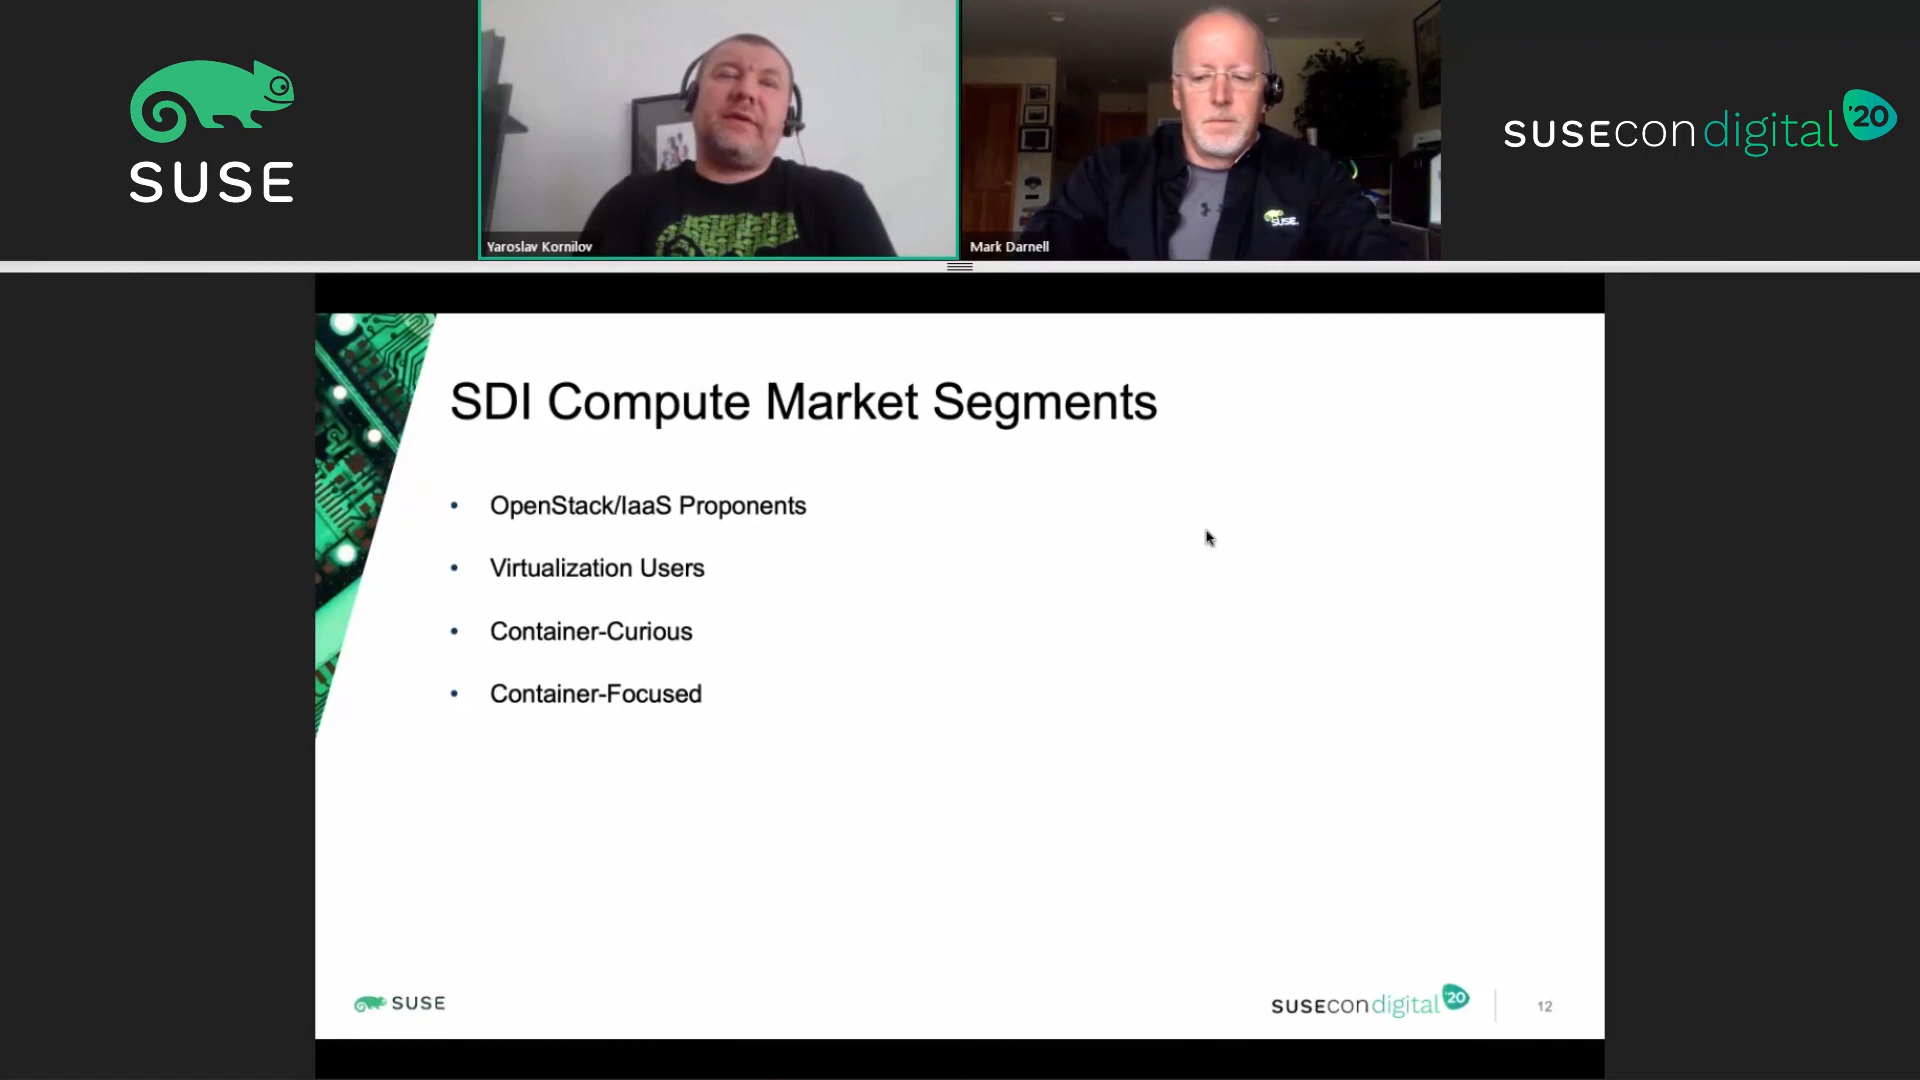 SUSE
Yaroslav Kornilov
SUSE
Mark Darnell
SUSEcon digital '20
SDI Compute Market Segments
• OpenStack/IaaS Proponents
• Virtualization Users
• Container-Curious
• Container-Focused
SUSE
SUSEcon digital '20
12